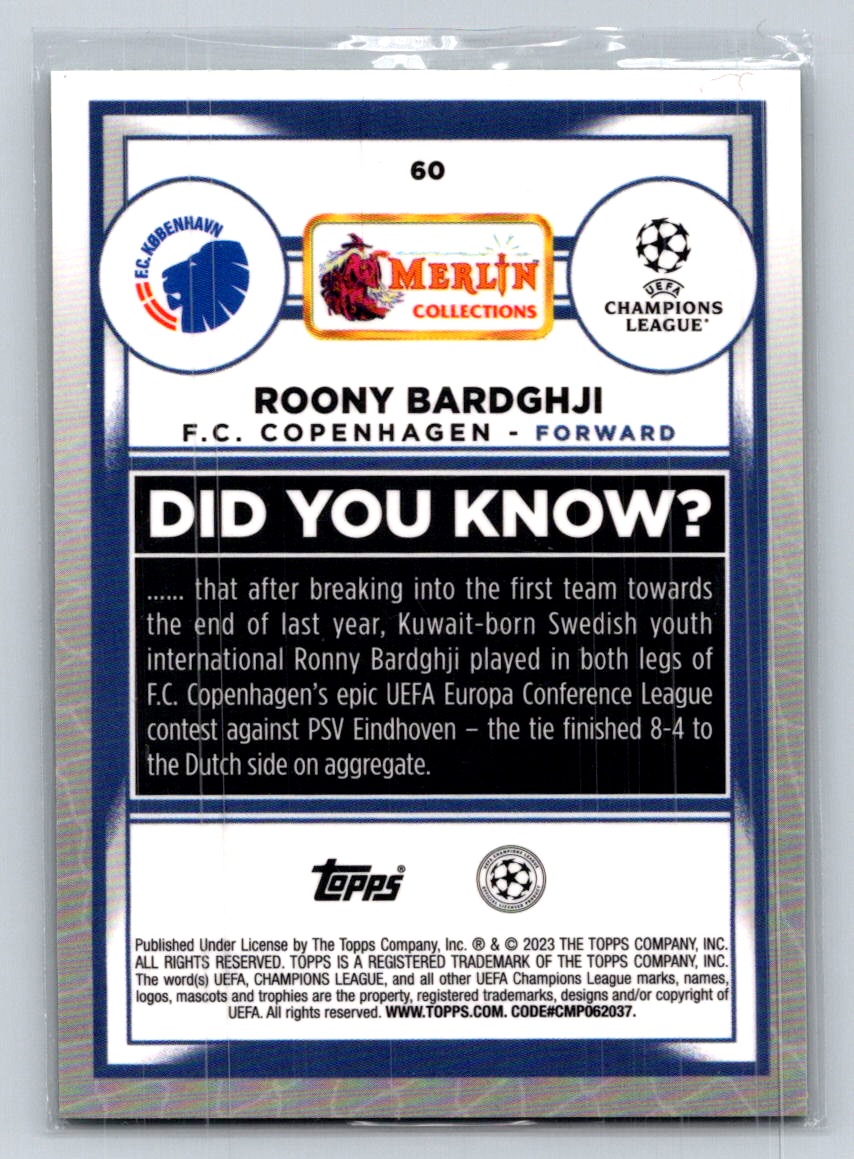 60
F.C. KØBENHAVN
MERLIN
COLLECTIONS
UEFA
CHAMPIONS
LEAGUE®
ROONY BARDGHJI
F.C. COPENHAGEN - FORWARD
DID YOU KNOW?
...... that after breaking into the first team towards
the end of last year, Kuwait-born Swedish youth
international Ronny Bardghji played in both legs of
F.C. Copenhagen's epic UEFA Europa Conference League
contest against PSV Eindhoven – the tie finished 8-4 to
the Dutch side on aggregate.
topps®
Published Under License by The Topps Company, Inc. ® & © 2023 THE TOPPS COMPANY, INC.
ALL RIGHTS RESERVED. TOPPS IS A REGISTERED TRADEMARK OF THE TOPPS COMPANY, INC.
The word(s) UEFA, CHAMPIONS LEAGUE, and all other UEFA Champions League marks, names,
logos, mascots and trophies are the property, registered trademarks, designs and/or copyright of
UEFA. All rights reserved. WWW.TOPPS.COM. CODE#CMP062037.